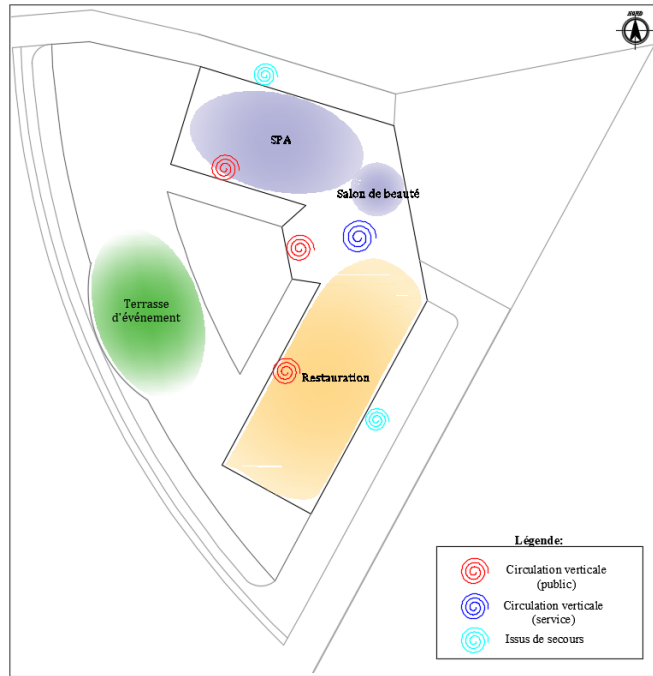 NORD
SPA
Salon de beauté
Terrasse
d'événement
Restauration
Légende:
Circulation verticale
(public)
Circulation verticale
(service)
Issus de secours